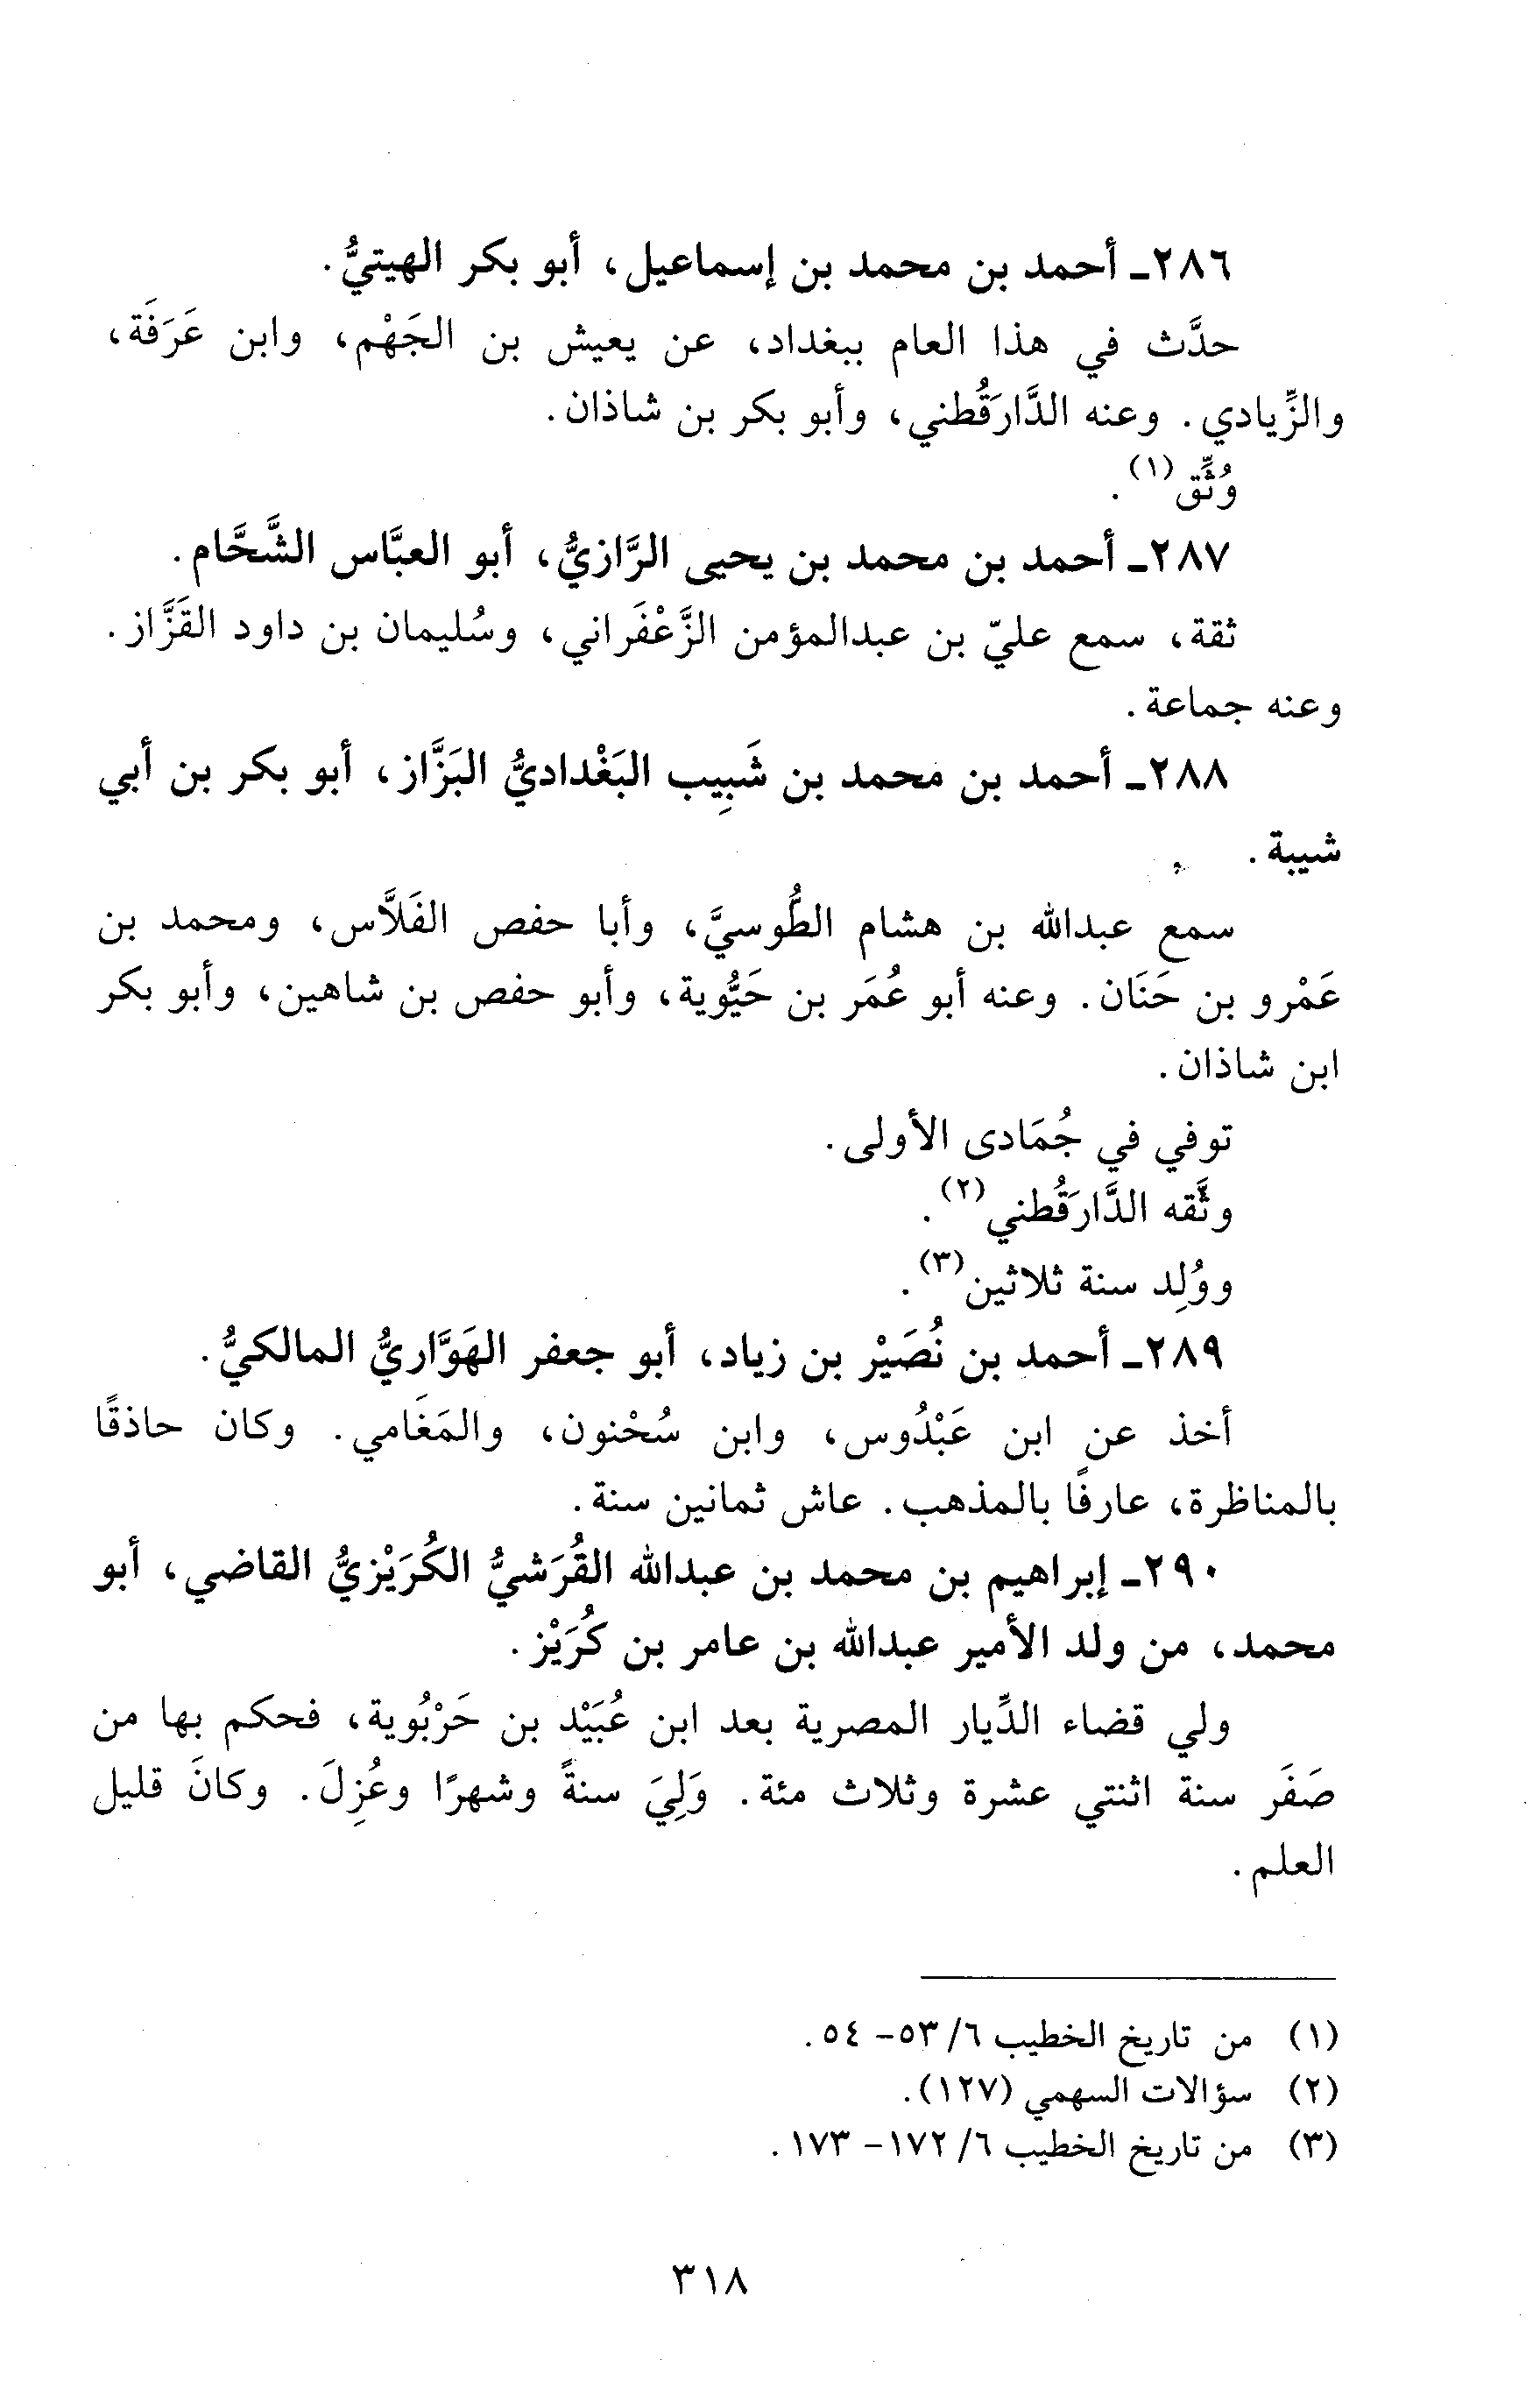 ٢٨٦ـ أحمد بن محمد بن إسماعيل، أبو بكر الهيتيُّ.
حدَّث في هذا العام ببغداد، عن يعيش بن الجَهْم، وابن عَرَفَة،
والزِّيادي. وعنه الدَّارَقُطني، وأبو بكر بن شاذان.
وُثِّق(١).
٢٨٧ـ أحمد بن محمد بن يحيى الرَّازيُّ، أبو العبَّاس الشَّحَّام.
ثقة، سمع عليّ بن عبدالمؤمن الزَّعْفَراني، وسُليمان بن داود القَزَّاز.
وعنه جماعة.
٢٨٨ـ أحمد بن محمد بن شَبِيب البَغْداديُّ البَزَّاز، أبو بكر بن أبي
شيبة.
سمع عبدالله بن هشام الطُّوسيَّ، وأبا حفص الفَلاَّس، ومحمد بن
عَمْرو بن حَنَان. وعنه أبو عُمَر بن حَيُّوية، وأبو حفص بن شاهين، وأبو بكر
ابن شاذان.
توفي في جُمَادى الأولى.
وثَّقه الدَّارَقُطني(٢).
ووُلِد سنة ثلاثين(٣).
٢٨٩ـ أحمد بن نُصَيْر بن زياد، أبو جعفر الهَوَّاريُّ المالكيُّ.
أخذ عن ابن عَبْدُوس، وابن سُحْنون، والمَغَامي. وكان حاذقًا
بالمناظرة، عارفًا بالمذهب. عاش ثمانين سنة.
٢٩٠ـ إبراهيم بن محمد بن عبدالله القُرَشيُّ الكُرَيْزيُّ القاضي، أبو
محمد، من ولد الأمير عبدالله بن عامر بن كُرَيْز.
ولي قضاء الدِّيار المصرية بعد ابن عُبَيْد بن حَرْبُوية، فحكم بها من
صَفَر سنة اثنتي عشرة وثلاث مئة. وَلِيَ سنةً وشهرًا وعُزِلَ. وكانَ قليل
العلم.
(١) من تاريخ الخطيب ٦/ ٥٣- ٥٤.
(٢) سؤالات السهمي (١٢٧).
(٣) من تاريخ الخطيب ٦/ ١٧٢- ١٧٣.
٣١٨